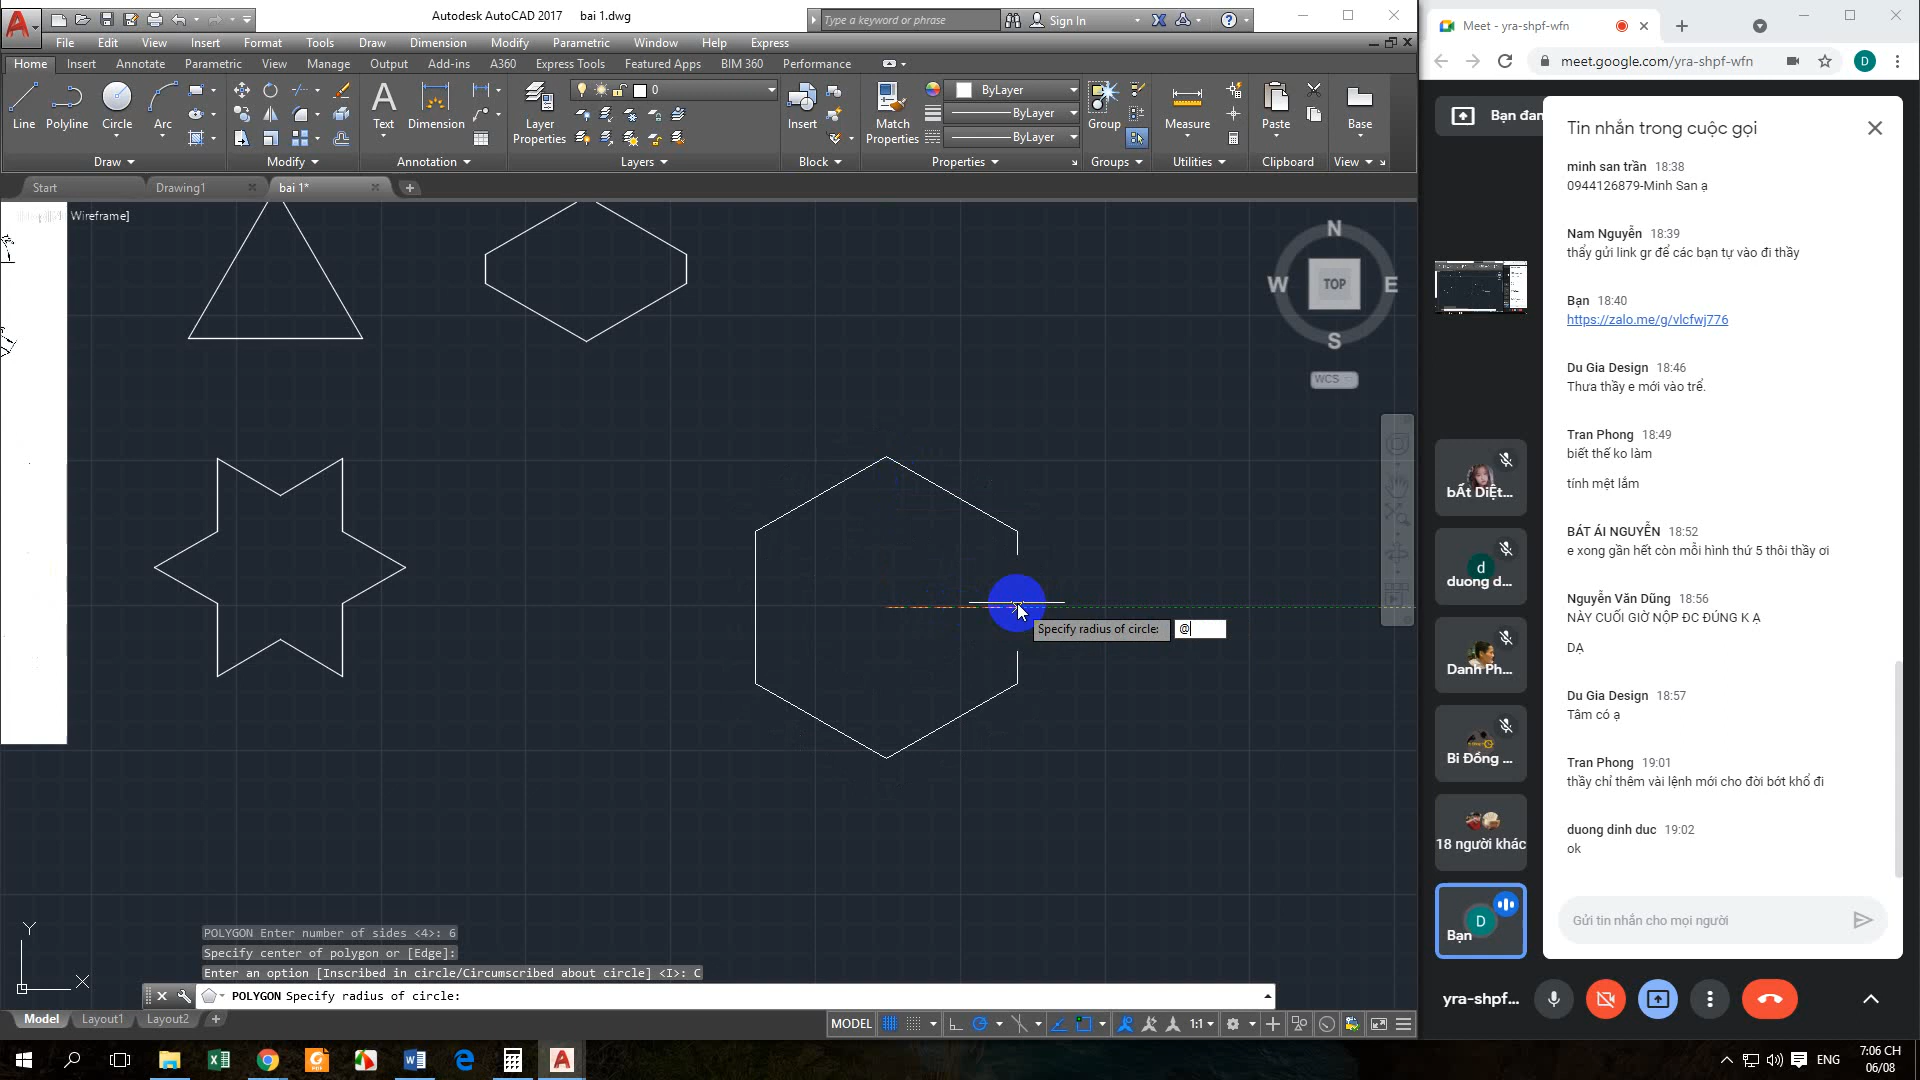 Autodesk AutoCAD 2017 bai 1.dwg
Type a keyword or phrase
Sign In
File Edit View Insert Format Tools Draw Dimension Modify Parametric Window Help Express
Home Insert Annotate Parametric View Manage Output Add-ins A360 Express Tools Featured Apps BIM 360 Performance
Line Polyline Circle Arc
Text Dimension
Layer Properties
0
Insert
Match Properties
ByLayer
ByLayer
ByLayer
Group
Measure
Paste
Base
Draw Modify Annotation Layers Block Properties Groups Utilities Clipboard View
Start Drawing1 bai 1*
Wireframe]
N
W TOP E
S
WCS
Specify radius of circle: @
Y
X
POLYGON Enter number of sides <4>: 6
Specify center of polygon or [Edge]:
Enter an option [Inscribed in circle/Circumscribed about circle] <I>: C
POLYGON Specify radius of circle:
Model Layout1 Layout2
MODEL
1:1
Meet - yra-shpf-wfn
meet.google.com/yra-shpf-wfn
D
Bạn đan
Tin nhắn trong cuộc gọi
minh san trần 18:38
0944126879-Minh San ạ
Nam Nguyễn 18:39
thầy gửi link gr để các bạn tự vào đi thầy
Bạn 18:40
https://zalo.me/g/vlcfwj776
Du Gia Design 18:46
Thưa thầy e mới vào trể.
Tran Phong 18:49
biết thế ko làm
tính mệt lắm
BÁT ÁI NGUYỄN 18:52
e xong gần hết còn mỗi hình thứ 5 thôi thầy ơi
Nguyễn Văn Dũng 18:56
NÀY CUỐI GIỜ NỘP ĐC ĐÚNG K Ạ
DẠ
Du Gia Design 18:57
Tâm có ạ
Tran Phong 19:01
thầy chỉ thêm vài lệnh mới cho đời bớt khổ đi
duong dinh duc 19:02
ok
Gửi tin nhắn cho mọi người
bẤt DiỆt...
d
duong d...
Danh Ph...
Bi Đồng ...
18 người khác
D
Bạn
yra-shpf...
ENG
7:06 CH
06/08